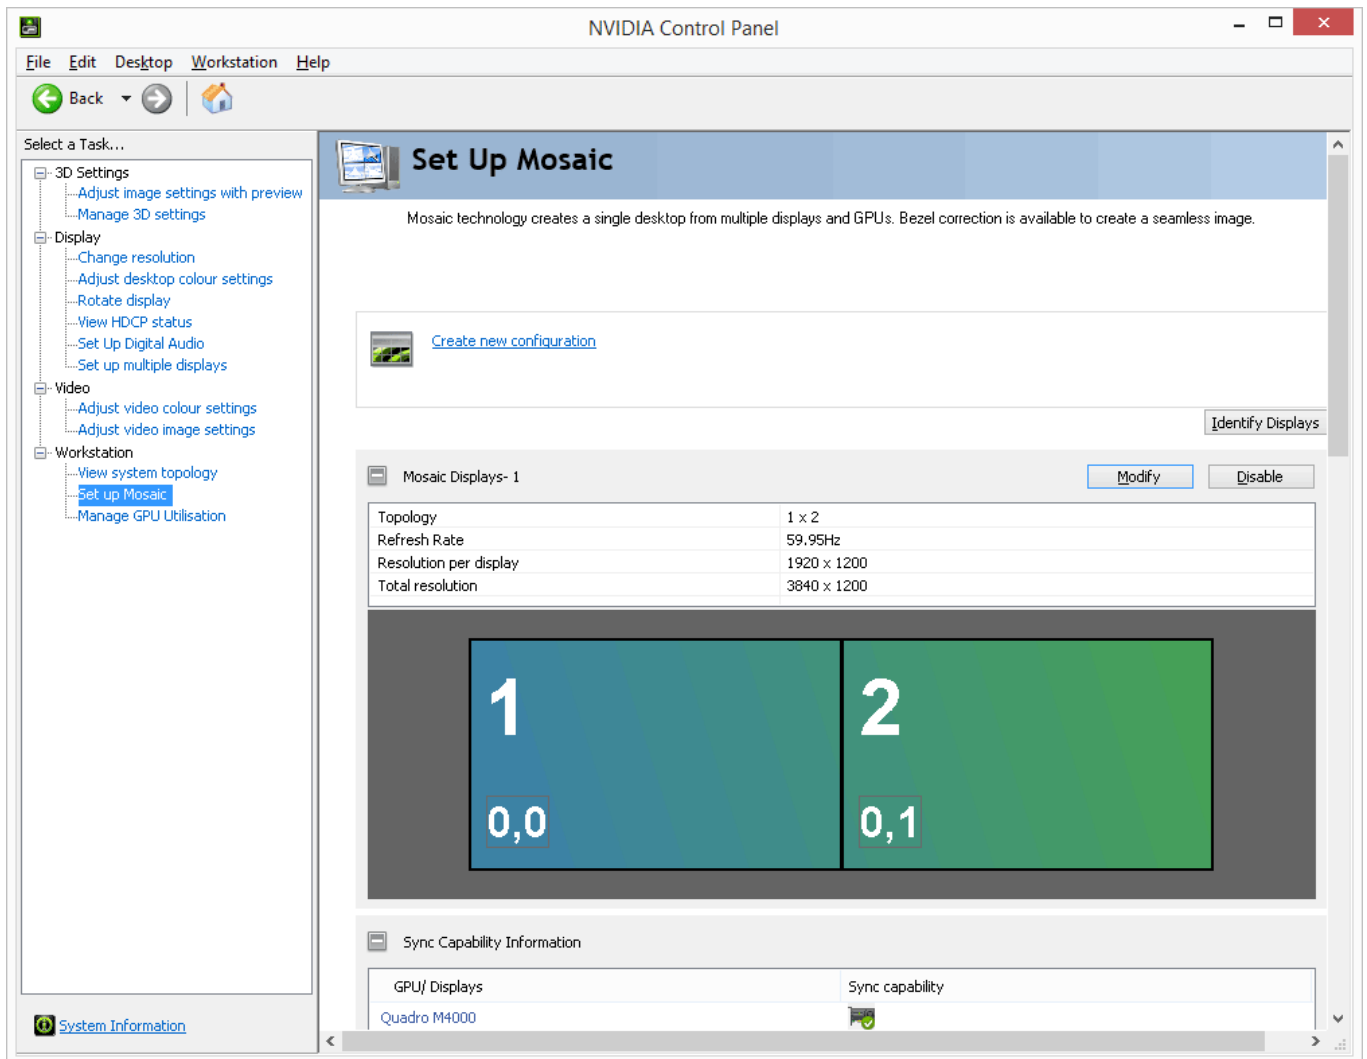 NVIDIA Control Panel
File Edit Desktop Workstation Help
Back
Select a Task...
3D Settings
Adjust image settings with preview
Manage 3D settings
Display
Change resolution
Adjust desktop colour settings
Rotate display
View HDCP status
Set Up Digital Audio
Set up multiple displays
Video
Adjust video colour settings
Adjust video image settings
Workstation
View system topology
Set up Mosaic
Manage GPU Utilisation
System Information
Set Up Mosaic
Mosaic technology creates a single desktop from multiple displays and GPUs. Bezel correction is available to create a seamless image.
Create new configuration
Identify Displays
Mosaic Displays- 1 Modify Disable
Topology 1 x 2
Refresh Rate 59.95Hz
Resolution per display 1920 x 1200
Total resolution 3840 x 1200
1 2
0,0 0,1
Sync Capability Information
GPU/ Displays Sync capability
Quadro M4000